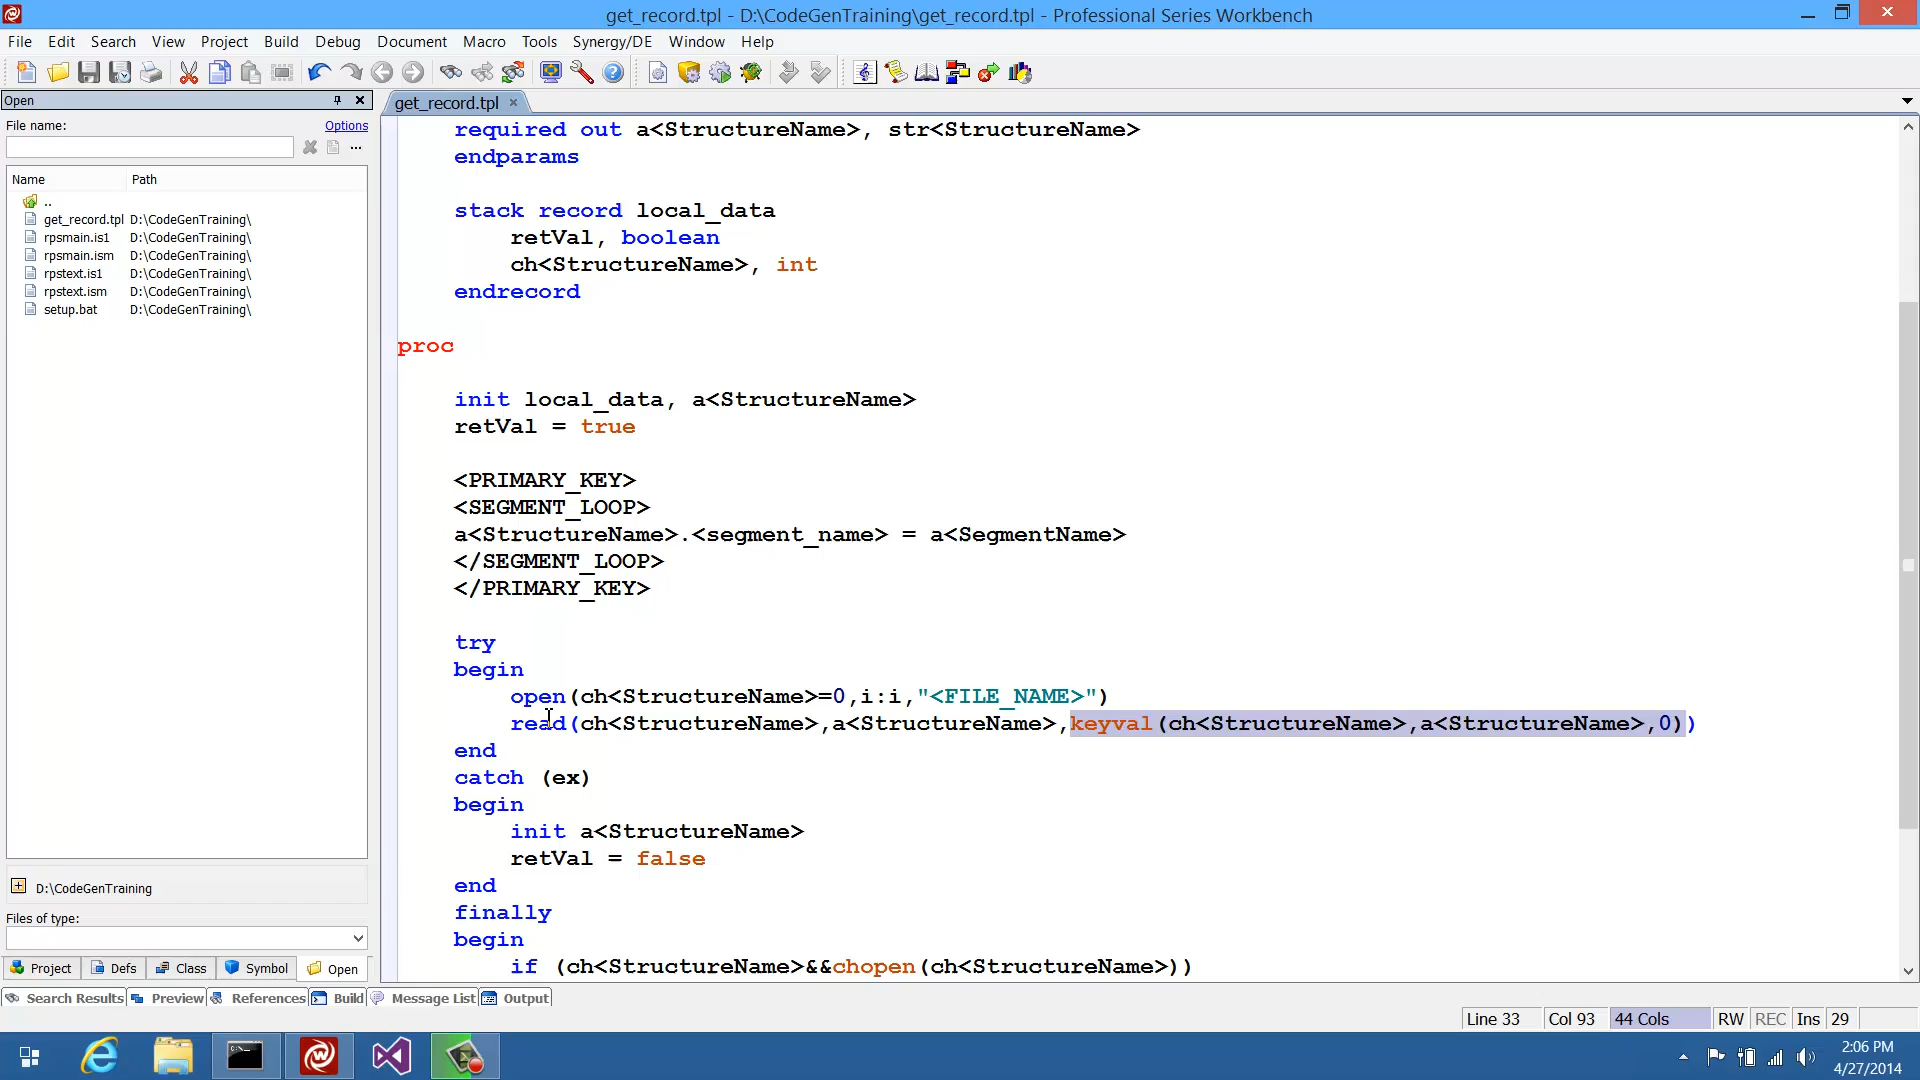 get_record.tpl - D:\CodeGenTraining\get_record.tpl - Professional Series Workbench
File Edit Search View Project Build Debug Document Macro Tools Synergy/DE Window Help
Open
File name:
Options
...
Name Path
..
get_record.tpl D:\CodeGenTraining\
rpsmain.is1 D:\CodeGenTraining\
rpsmain.ism D:\CodeGenTraining\
rpstext.is1 D:\CodeGenTraining\
rpstext.ism D:\CodeGenTraining\
setup.bat D:\CodeGenTraining\
D:\CodeGenTraining
Files of type:
Project Defs Class Symbol Open
get_record.tpl
required out a<StructureName>, str<StructureName>
endparams
stack record local_data
retVal, boolean
ch<StructureName>, int
endrecord
proc
init local_data, a<StructureName>
retVal = true
<PRIMARY_KEY>
<SEGMENT_LOOP>
a<StructureName>.<segment_name> = a<SegmentName>
</SEGMENT_LOOP>
</PRIMARY_KEY>
try
begin
open(ch<StructureName>=0,i:i,"<FILE_NAME>")
read(ch<StructureName>,a<StructureName>,keyval(ch<StructureName>,a<StructureName>,0))
end
catch (ex)
begin
init a<StructureName>
retVal = false
end
finally
begin
if (ch<StructureName>&&chopen(ch<StructureName>))
Search Results Preview References Build Message List Output
Line 33 Col 93 44 Cols RW REC Ins 29
2:06 PM
4/27/2014